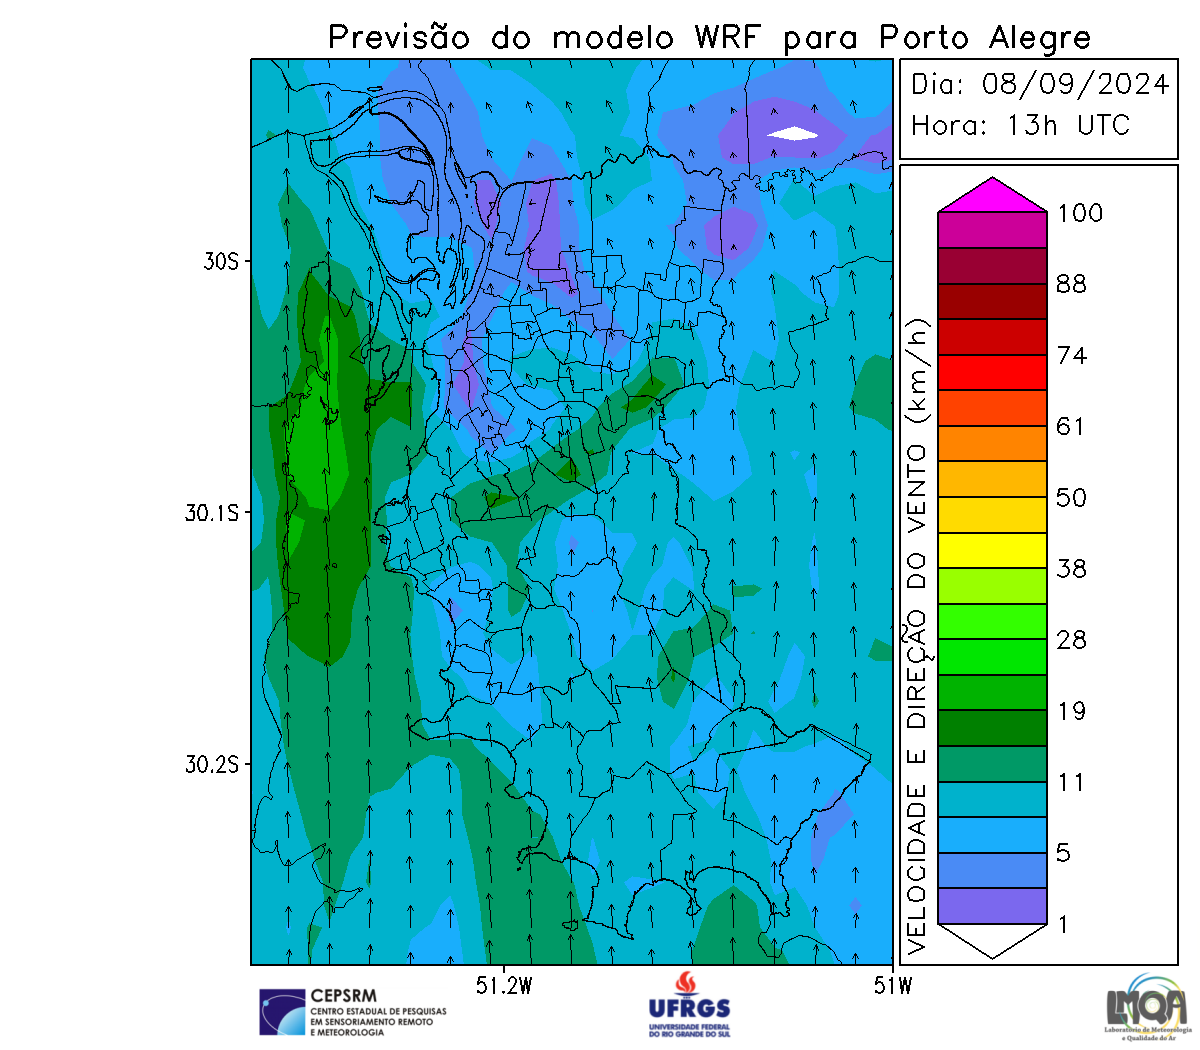 Previsão do modelo WRF para Porto Alegre
Dia: 08/09/2024
Hora: 13h UTC
30S
30.1S
30.2S
51.2W
51W
VELOCIDADE E DIREÇÃO DO VENTO (km/h)
100
88
74
61
50
38
28
19
11
5
1
CEPSRM
CENTRO ESTADUAL DE PESQUISAS
EM SENSORIAMENTO REMOTO
E METEOROLOGIA
UFRGS
UNIVERSIDADE FEDERAL
DO RIO GRANDE DO SUL
LMQA
Laboratório de Meteorologia
e Qualidade do Ar